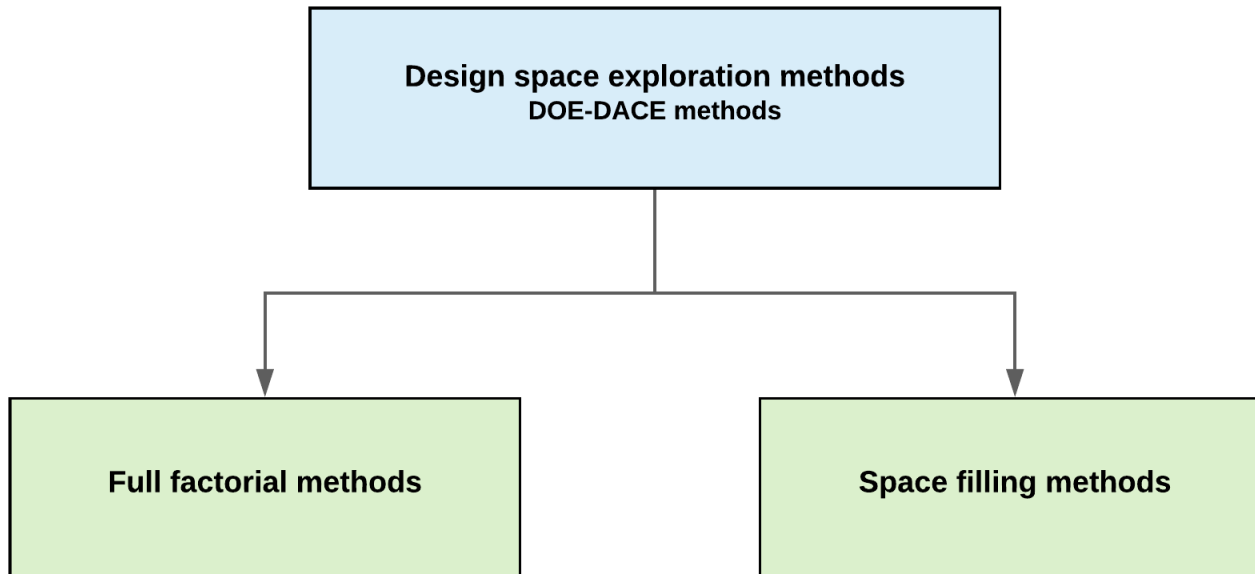 Design space exploration methods
DOE-DACE methods
Full factorial methods
Space filling methods